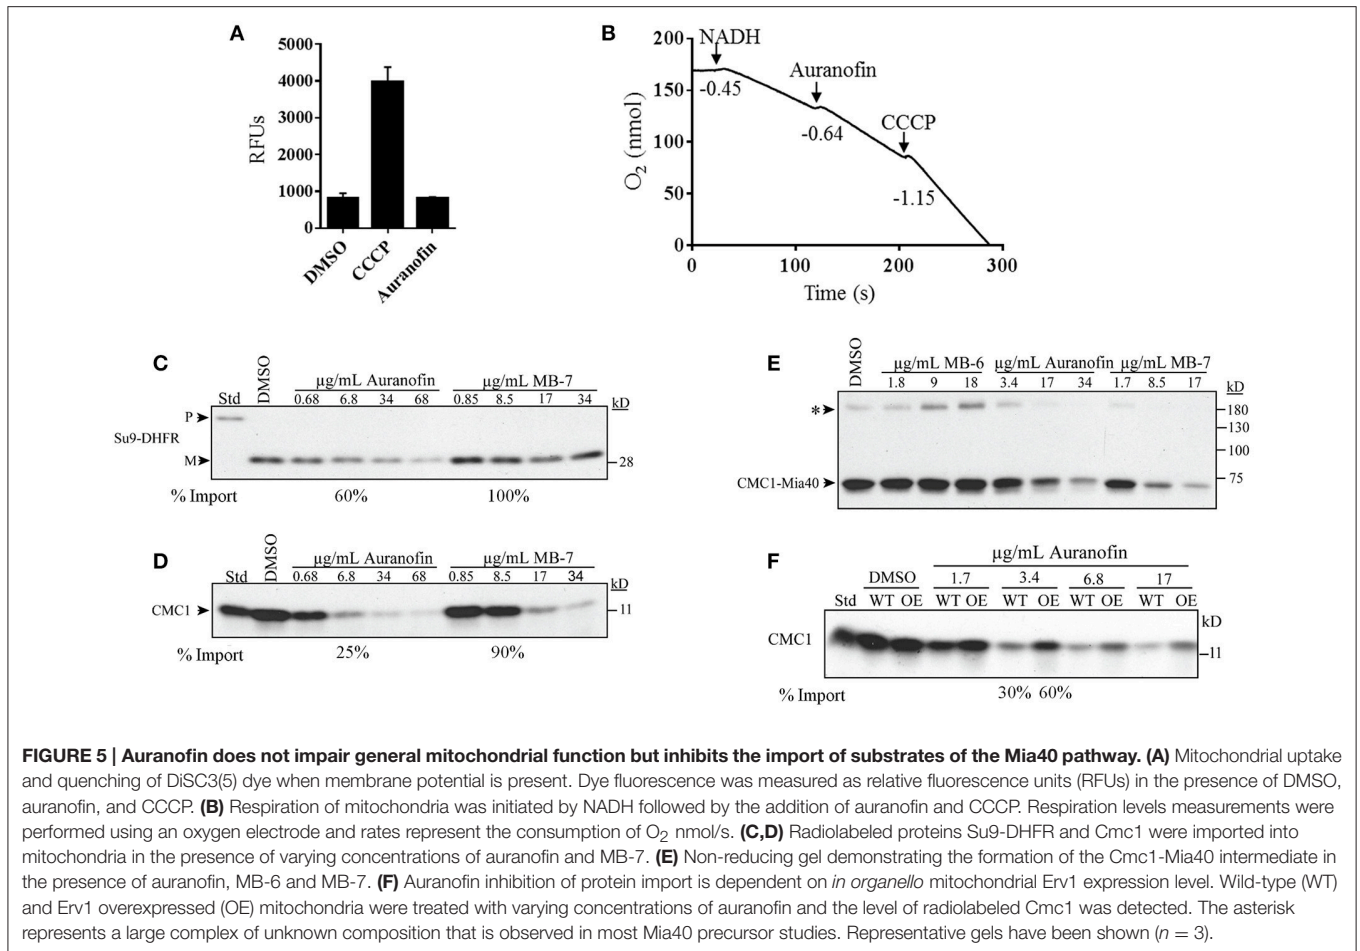 A
5000
4000
3000
2000
1000
0
RFUs
DMSO
CCCP
Auranofin
B
200
150
100
50
0
O2 (nmol)
NADH
-0.45
Auranofin
-0.64
CCCP
-1.15
0 100 200 300
Time (s)
C
Std DMSO
µg/mL Auranofin µg/mL MB-7
0.68 6.8 34 68 0.85 8.5 17 34 kD
P
Su9-DHFR
M 28
% Import 60% 100%
D
Std DMSO
µg/mL Auranofin µg/mL MB-7
0.68 6.8 34 68 0.85 8.5 17 34 kD
CMC1 11
% Import 25% 90%
E
DMSO
µg/mL MB-6 µg/mL Auranofin µg/mL MB-7
1.8 9 18 3.4 17 34 1.7 8.5 17 kD
* 180
130
100
CMC1-Mia40 75
F
µg/mL Auranofin
DMSO 1.7 3.4 6.8 17
Std WT OE WT OE WT OE WT OE WT OE kD
CMC1
11
% Import 30% 60%
FIGURE 5 | Auranofin does not impair general mitochondrial function but inhibits the import of substrates of the Mia40 pathway. (A) Mitochondrial uptake
and quenching of DiSC3(5) dye when membrane potential is present. Dye fluorescence was measured as relative fluorescence units (RFUs) in the presence of DMSO,
auranofin, and CCCP. (B) Respiration of mitochondria was initiated by NADH followed by the addition of auranofin and CCCP. Respiration levels measurements were
performed using an oxygen electrode and rates represent the consumption of O2 nmol/s. (C,D) Radiolabeled proteins Su9-DHFR and Cmc1 were imported into
mitochondria in the presence of varying concentrations of auranofin and MB-7. (E) Non-reducing gel demonstrating the formation of the Cmc1-Mia40 intermediate in
the presence of auranofin, MB-6 and MB-7. (F) Auranofin inhibition of protein import is dependent on in organello mitochondrial Erv1 expression level. Wild-type (WT)
and Erv1 overexpressed (OE) mitochondria were treated with varying concentrations of auranofin and the level of radiolabeled Cmc1 was detected. The asterisk
represents a large complex of unknown composition that is observed in most Mia40 precursor studies. Representative gels have been shown (n = 3).